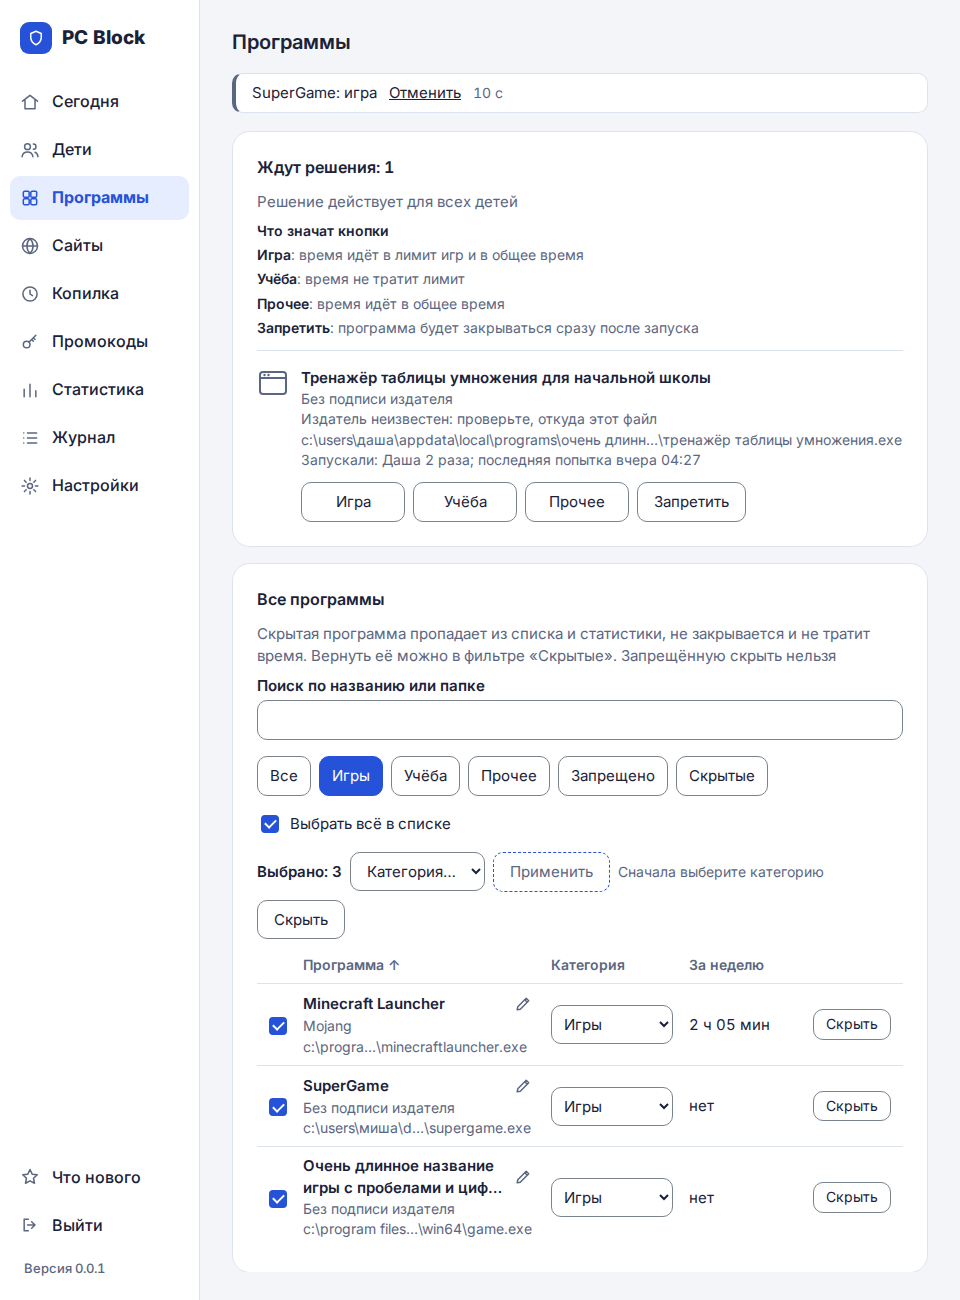 PC Block
Сегодня
Дети
Программы
Сайты
Копилка
Промокоды
Статистика
Журнал
Настройки
Что нового
Выйти
Версия 0.0.1
Программы
SuperGame: игра Отменить 10 с
Ждут решения: 1
Решение действует для всех детей
Что значат кнопки
Игра: время идёт в лимит игр и в общее время
Учёба: время не тратит лимит
Прочее: время идёт в общее время
Запретить: программа будет закрываться сразу после запуска
Тренажёр таблицы умножения для начальной школы
Без подписи издателя
Издатель неизвестен: проверьте, откуда этот файл
c:\users\даша\appdata\local\programs\очень длинн...\тренажёр таблицы умножения.exe
Запускали: Даша 2 раза; последняя попытка вчера 04:27
Игра Учёба Прочее Запретить
Все программы
Скрытая программа пропадает из списка и статистики, не закрывается и не тратит
время. Вернуть её можно в фильтре «Скрытые». Запрещённую скрыть нельзя
Поиск по названию или папке
Все Игры Учёба Прочее Запрещено Скрытые
Выбрать всё в списке
Выбрано: 3 Категория... Применить Сначала выберите категорию
Скрыть
Программа ↑ Категория За неделю
Minecraft Launcher
Mojang
c:\progra...\minecraftlauncher.exe
Игры 2 ч 05 мин Скрыть
SuperGame
Без подписи издателя
c:\users\миша\d...\supergame.exe
Игры нет Скрыть
Очень длинное название
игры с пробелами и циф...
Без подписи издателя
c:\program files...\win64\game.exe
Игры нет Скрыть